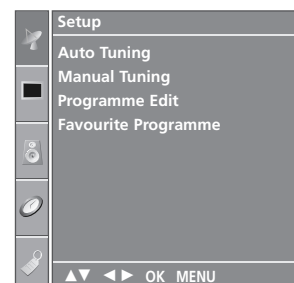 Setup
Auto Tuning
Manual Tuning
Programme Edit
Favourite Programme
▲▼ ◄► OK MENU